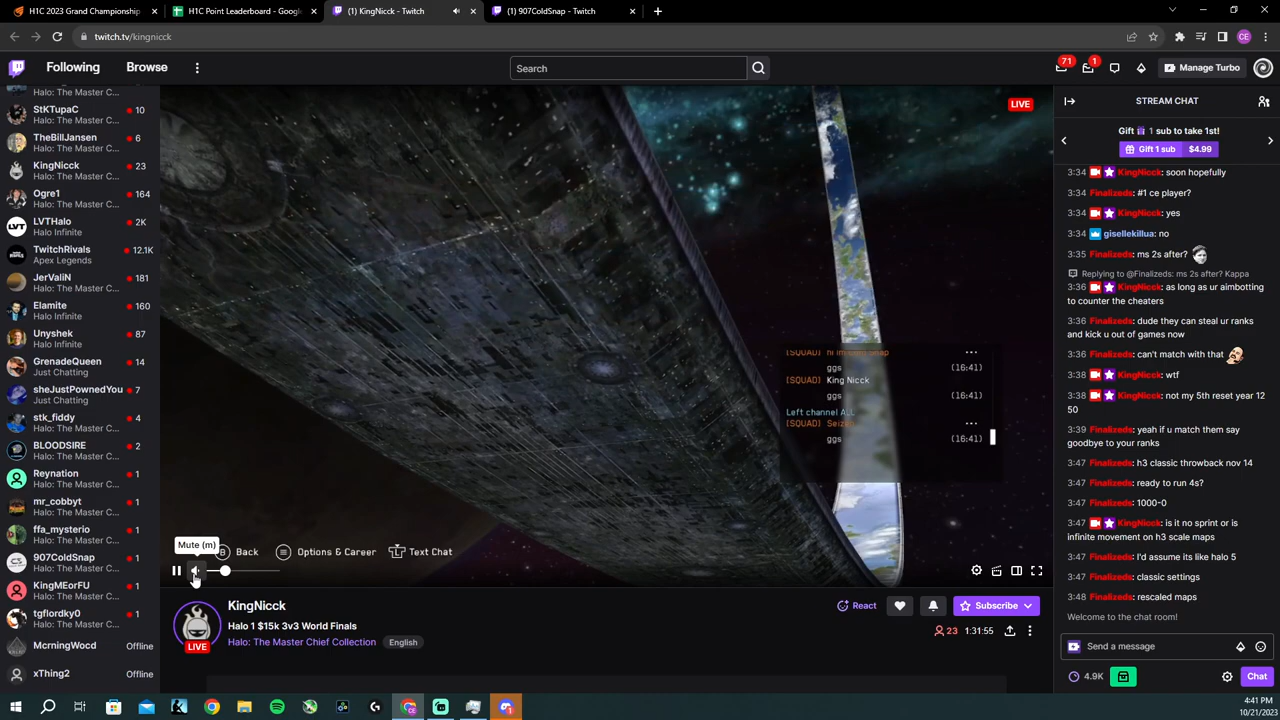 H1C 2023 Grand Championship
H1C Point Leaderboard - Google
(1) KingNicck - Twitch
(1) 907ColdSnap - Twitch
twitch.tv/kingnicck
CE
Following
Browse
Search
71
1
Manage Turbo
StKTupaC
10
Halo: The Master C...
TheBillJansen
6
Halo: The Master C...
KingNicck
23
Halo: The Master C...
Ogre1
164
Halo: The Master C...
LVT
LVTHalo
2K
Halo Infinite
TwitchRivals
12.1K
Apex Legends
JerValiN
181
Halo: The Master C...
Elamite
160
Halo Infinite
Unyshek
87
Halo Infinite
GrenadeQueen
14
Just Chatting
sheJustPownedYou
7
Just Chatting
stk_fiddy
4
Halo: The Master C...
BLOODSIRE
2
Halo: The Master C...
Reynation
1
Halo: The Master C...
mr_cobbyt
1
Halo: The Master C...
ffa_mysterio
1
Halo: The Master C...
907ColdSnap
1
Halo: The Master C...
KingMEorFU
1
Halo: The Master C...
tgfiordky0
1
Halo: The Master C...
McrningWocd
Offline
xThing2
Offline
LIVE
[SQUAD]
ggs (16:41)
[SQUAD] King Nicck
ggs (16:41)
Left channel ALL
[SQUAD]
ggs (16:41)
Mute (m)
Back
Options & Career
Text Chat
LIVE
KingNicck
Halo 1 $15k 3v3 World Finals
Halo: The Master Chief Collection
English
React
Subscribe
23
1:31:55
STREAM CHAT
Gift 1 sub to take 1st!
Gift 1 sub $4.99
3:34 KingNicck: soon hopefully
3:34 Finalizeds: #1 ce player?
3:34 KingNicck: yes
3:34 gisellekillua: no
3:35 Finalizeds: ms 2s after?
Replying to @Finalizeds: ms 2s after? Kappa
3:36 KingNicck: as long as ur aimbotting
to counter the cheaters
3:36 Finalizeds: dude they can steal ur ranks
and kick u out of games now
3:36 Finalizeds: can't match with that
3:38 KingNicck: wtf
3:38 KingNicck: not my 5th reset year 12
50
3:39 Finalizeds: yeah if u match them say
goodbye to your ranks
3:47 Finalizeds: h3 classic throwback nov 14
3:47 Finalizeds: ready to run 4s?
3:47 Finalizeds: 1000-0
3:47 KingNicck: is it no sprint or is
infinite movement on h3 scale maps
3:47 Finalizeds: I'd assume its like halo 5
3:47 Finalizeds: classic settings
3:48 Finalizeds: rescaled maps
Welcome to the chat room!
Send a message
4.9K
Chat
4:41 PM
10/21/2023